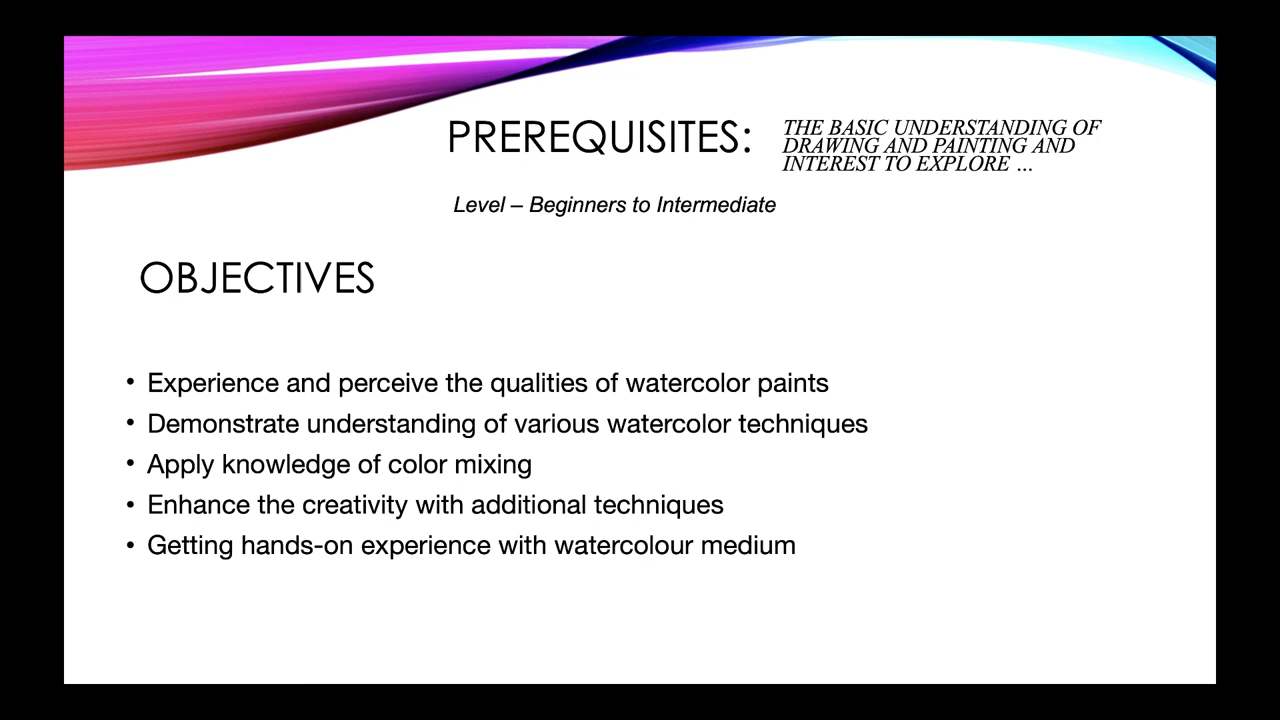 PREREQUISITES:
THE BASIC UNDERSTANDING OF
DRAWING AND PAINTING AND
INTEREST TO EXPLORE ...
Level – Beginners to Intermediate
OBJECTIVES
• Experience and perceive the qualities of watercolor paints
• Demonstrate understanding of various watercolor techniques
• Apply knowledge of color mixing
• Enhance the creativity with additional techniques
• Getting hands-on experience with watercolour medium